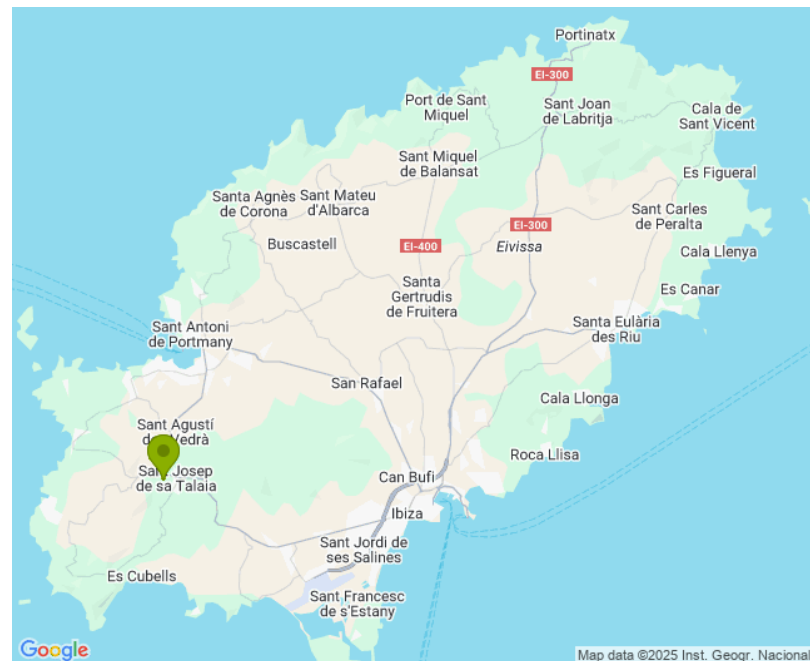 Portinatx
EI-300
Port de Sant
Miquel
Sant Joan
de Labritja
Cala de
Sant Vicent
Sant Miquel
de Balansat
Es Figueral
Santa Agnès
de Corona
Sant Mateu
d'Albarca
Sant Carles
de Peralta
EI-300
Buscastell
EI-400
Eivissa
Cala Llenya
Santa
Gertrudis
de Fruitera
Es Canar
Sant Antoni
de Portmany
Santa Eulària
des Riu
San Rafael
Cala Llonga
Sant Agustí
Vedrà
Roca Llisa
Sant Josep
de sa Talaia
Can Bufi
Ibiza
Sant Jordi de
ses Salines
Es Cubells
Sant Francesc
de s'Estany
Google
Map data ©2025 Inst. Geogr. Nacional